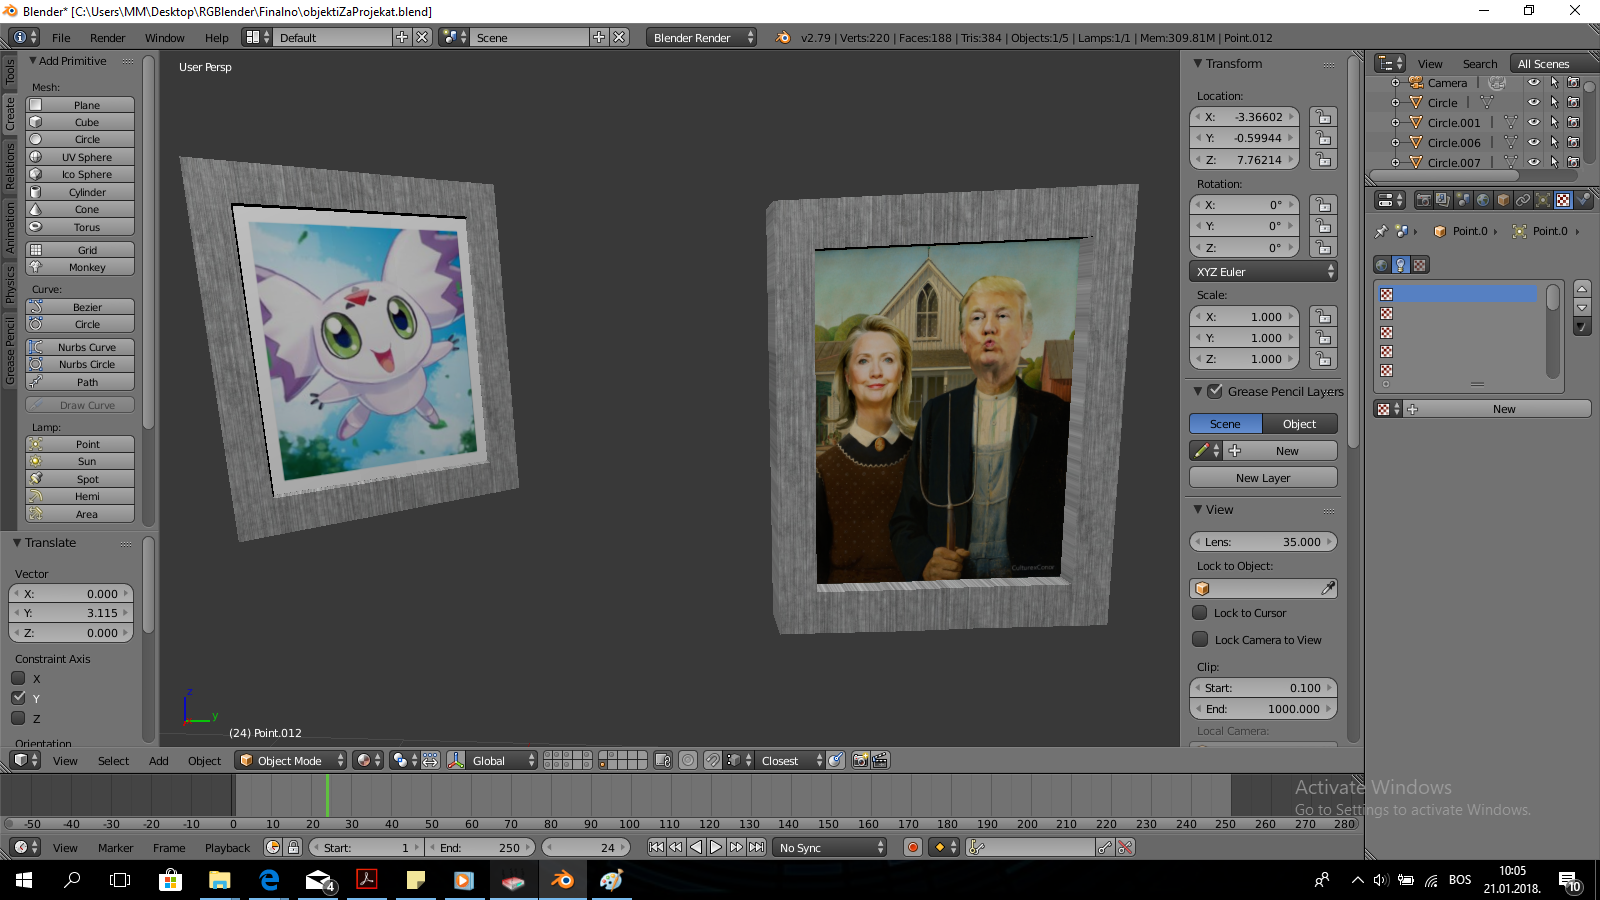 Blender* [C:\Users\MM\Desktop\RGBlender\Finalno\objektiZaProjekat.blend]
File Render Window Help Default Scene Blender Render v2.79 | Verts:220 | Faces:188 | Tris:384 | Objects:1/5 | Lamps:1/1 | Mem:309.81M | Point.012
Tools
Create
Relations
Animation
Physics
Grease Pencil
Add Primitive
Mesh:
Plane
Cube
Circle
UV Sphere
Ico Sphere
Cylinder
Cone
Torus
Grid
Monkey
Curve:
Bezier
Circle
Nurbs Curve
Nurbs Circle
Path
Draw Curve
Lamp:
Point
Sun
Spot
Hemi
Area
Translate
Vector
X: 0.000
Y: 3.115
Z: 0.000
Constraint Axis
X
Y
Z
Orientation
User Persp
z
y
(24) Point.012
Transform
Location:
X: -3.36602
Y: -0.59944
Z: 7.76214
Rotation:
X: 0°
Y: 0°
Z: 0°
XYZ Euler
Scale:
X: 1.000
Y: 1.000
Z: 1.000
Grease Pencil Layers
Scene Object
New
New Layer
View
Lens: 35.000
Lock to Object:
Lock to Cursor
Lock Camera to View
Clip:
Start: 0.100
End: 1000.000
Local Camera:
View Search All Scenes
Camera
Circle
Circle.001
Circle.006
Circle.007
Point.0 Point.0
New
View Select Add Object Object Mode Global Closest
Activate Windows
Go to Settings to activate Windows.
-50 -40 -30 -20 -10 0 10 20 30 40 50 60 70 80 90 100 110 120 130 140 150 160 170 180 190 200 210 220 230 240 250 260 270 280
View Marker Frame Playback Start: 1 End: 250 24 No Sync
4
BOS
10:05
21.01.2018.
10